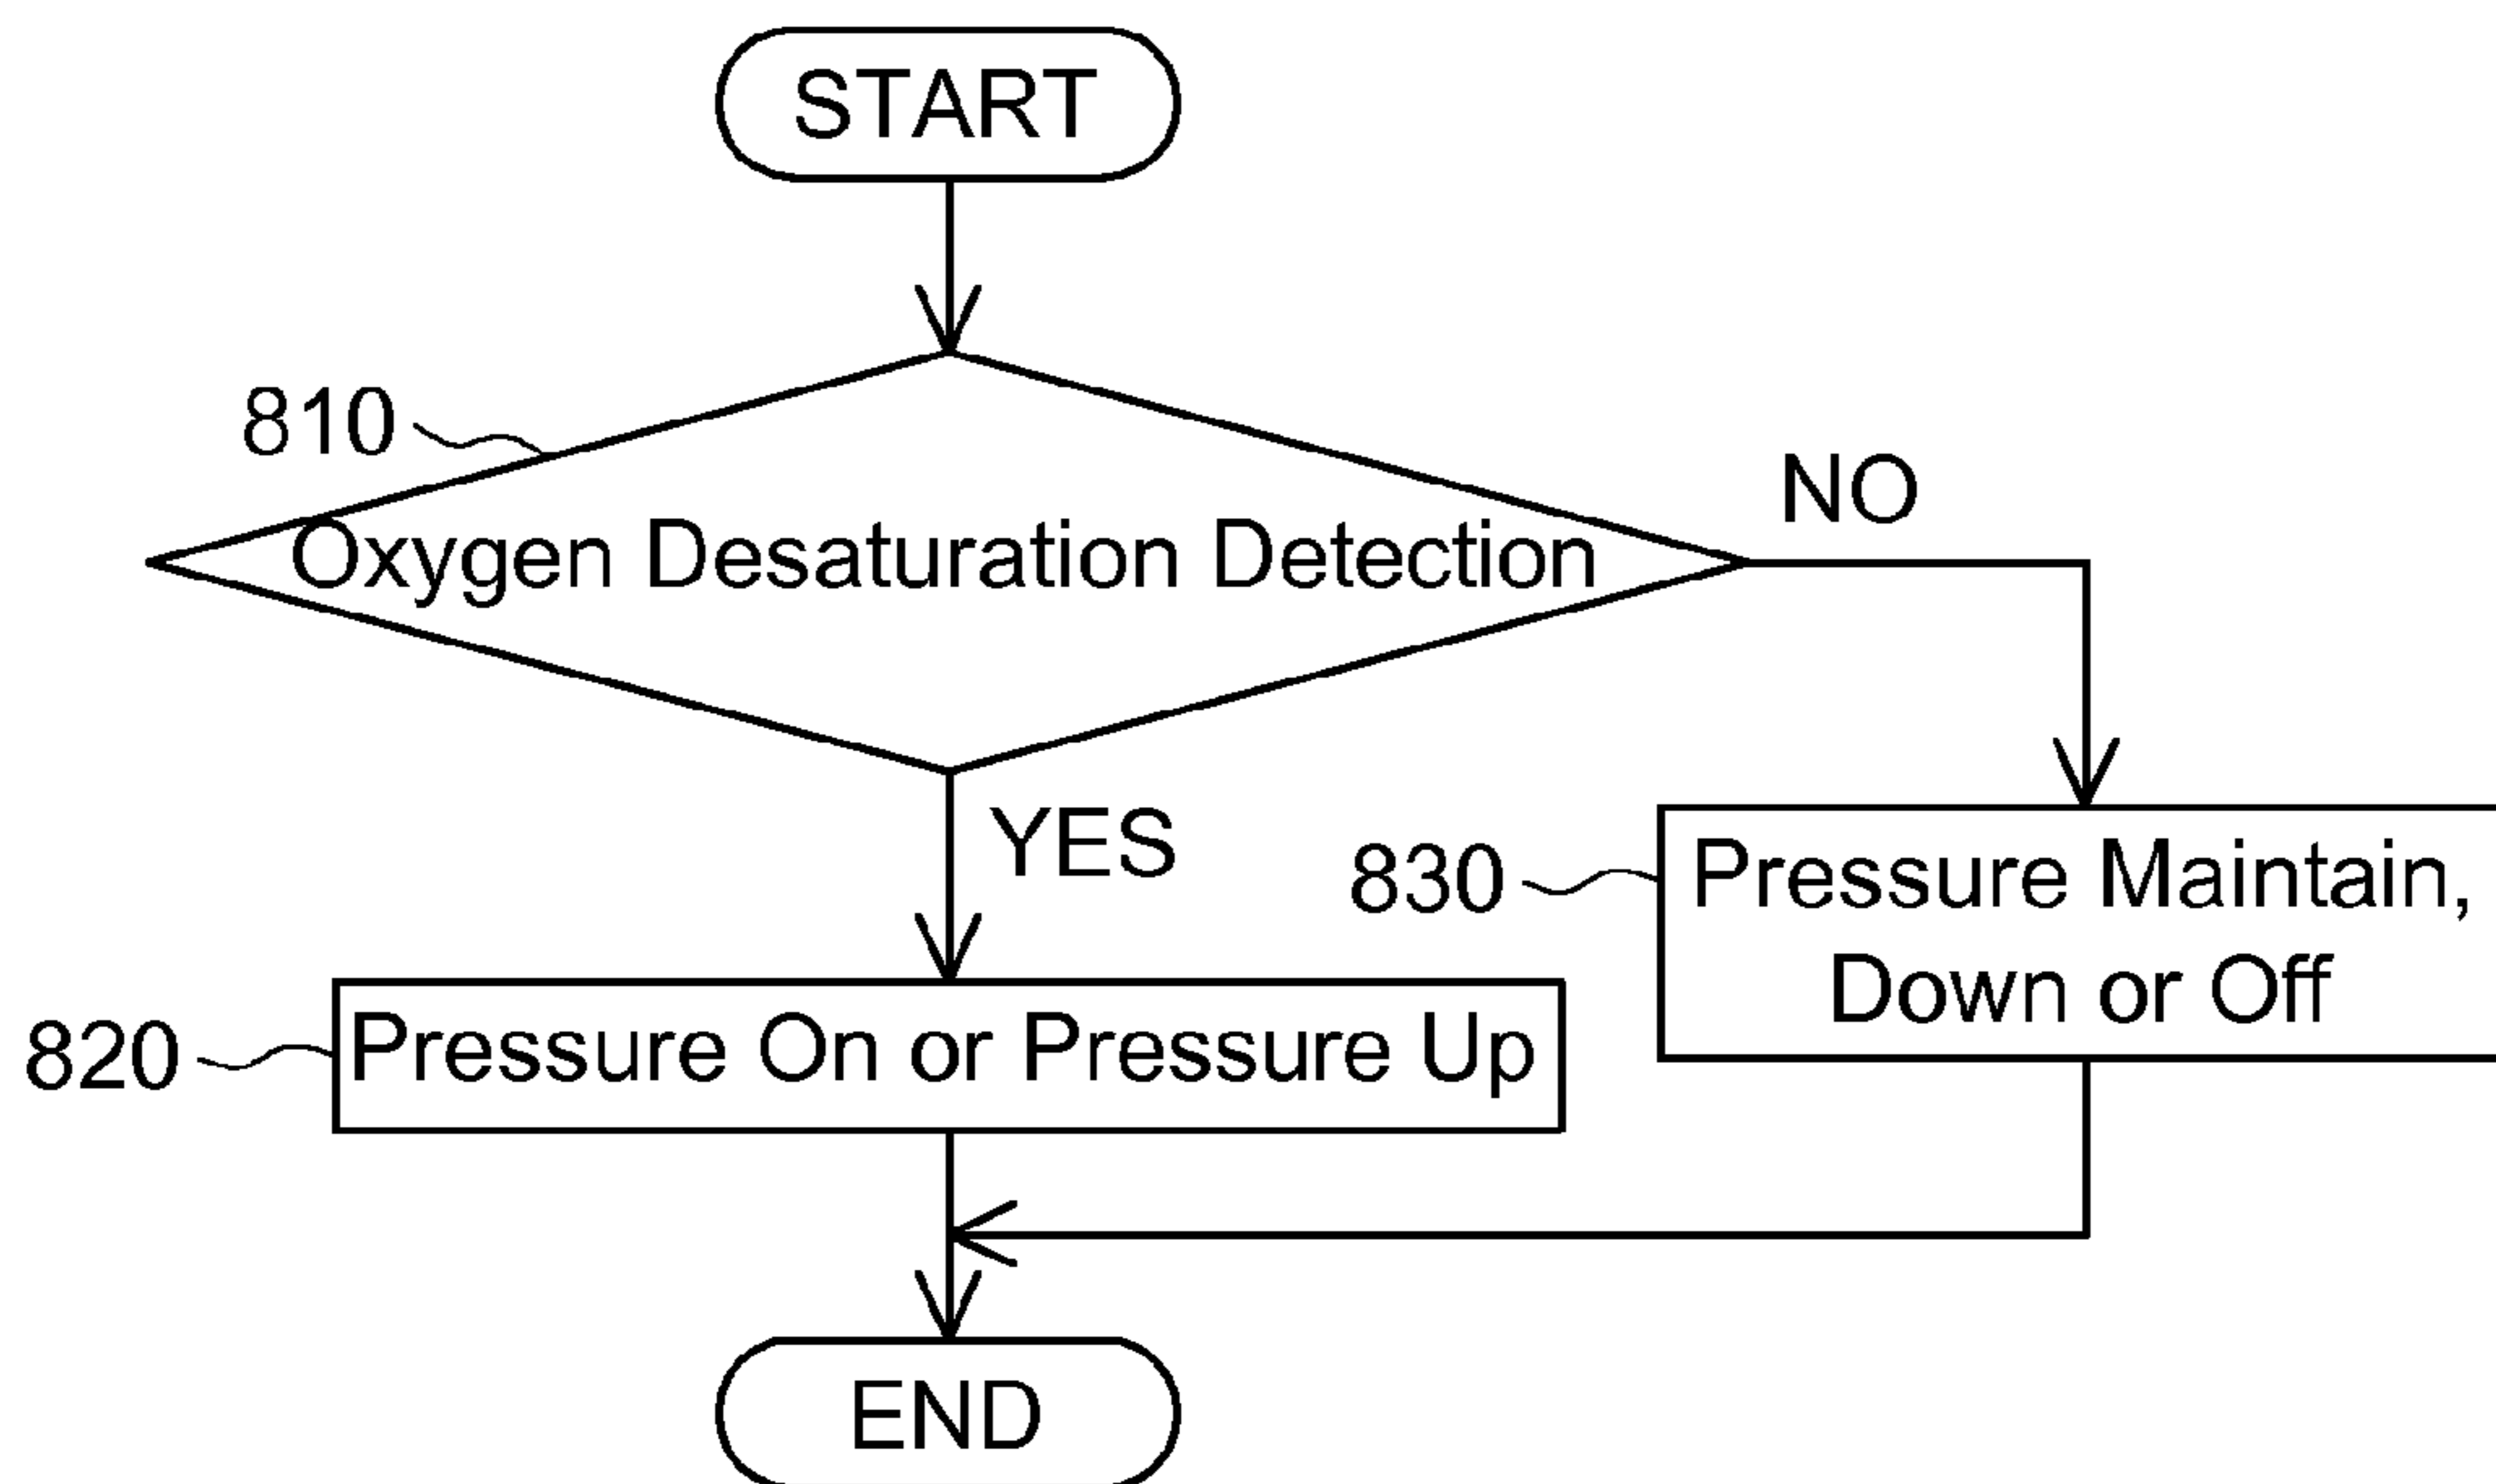 START
810
Oxygen Desaturation Detection
NO
YES
830
Pressure Maintain,
Down or Off
820
Pressure On or Pressure Up
END